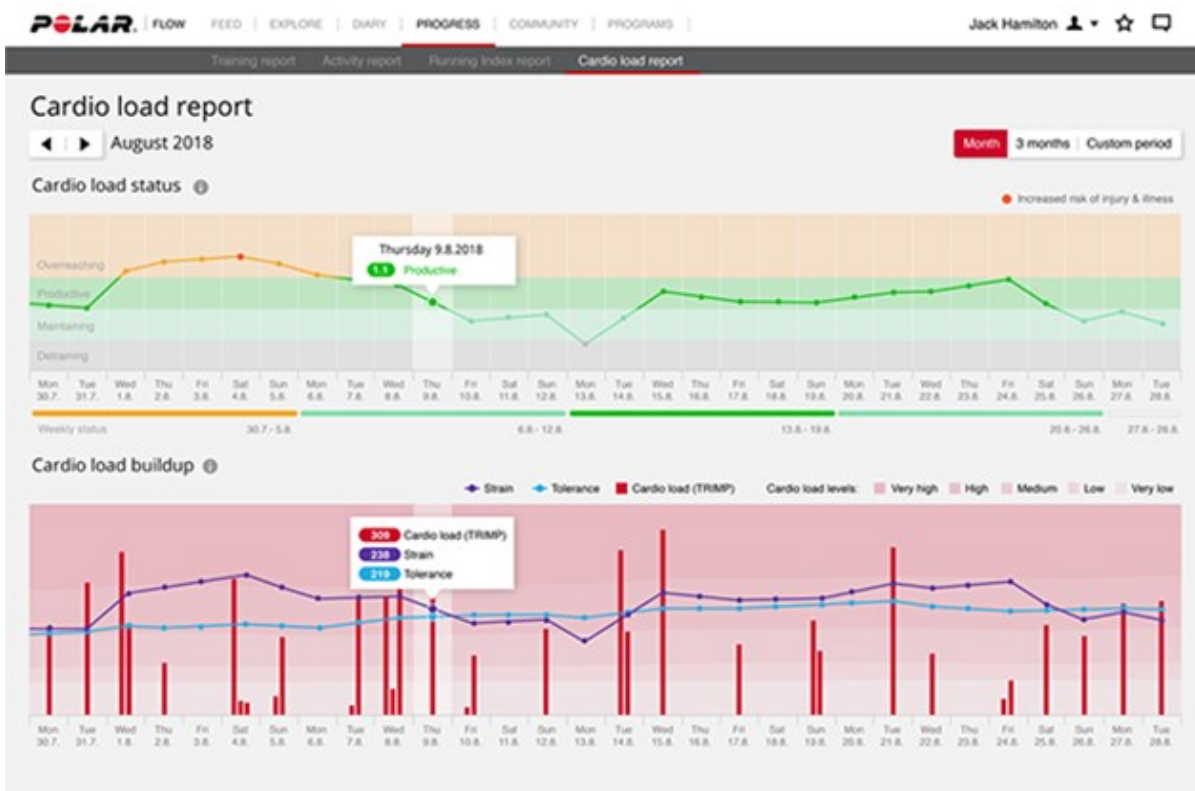 POLAR. FLOW FEED EXPLORE DIARY PROGRESS COMMUNITY PROGRAMS Jack Hamilton
Training report Activity report Running Index report Cardio load report
Cardio load report
August 2018 Month 3 months Custom period
Cardio load status
Increased risk of injury & illness
Thursday 9.8.2018
1.1 Productive
Overreaching
Productive
Maintaining
Detraining
Mon Tue Wed Thu Fri Sat Sun Mon Tue Wed Thu Fri Sat Sun Mon Tue Wed Thu Fri Sat Sun Mon Tue Wed Thu Fri Sat Sun Mon Tue
30.7. 31.7. 1.8. 2.8. 3.8. 4.8. 5.8. 6.8. 7.8. 8.8. 9.8. 10.8. 11.8. 12.8. 13.8. 14.8. 15.8. 16.8. 17.8. 18.8. 19.8. 20.8. 21.8. 22.8. 23.8. 24.8. 25.8. 26.8. 27.8. 28.8.
Weekly status 30.7.- 5.8. 6.8.- 12.8. 13.8.- 19.8. 20.8.- 26.8. 27.8.- 28.8.
Cardio load buildup
Strain Tolerance Cardio load (TRIMP) Cardio load levels: Very high High Medium Low Very low
309 Cardio load (TRIMP)
238 Strain
219 Tolerance
Mon Tue Wed Thu Fri Sat Sun Mon Tue Wed Thu Fri Sat Sun Mon Tue Wed Thu Fri Sat Sun Mon Tue Wed Thu Fri Sat Sun Mon Tue
30.7. 31.7. 1.8. 2.8. 3.8. 4.8. 5.8. 6.8. 7.8. 8.8. 9.8. 10.8. 11.8. 12.8. 13.8. 14.8. 15.8. 16.8. 17.8. 18.8. 19.8. 20.8. 21.8. 22.8. 23.8. 24.8. 25.8. 26.8. 27.8. 28.8.